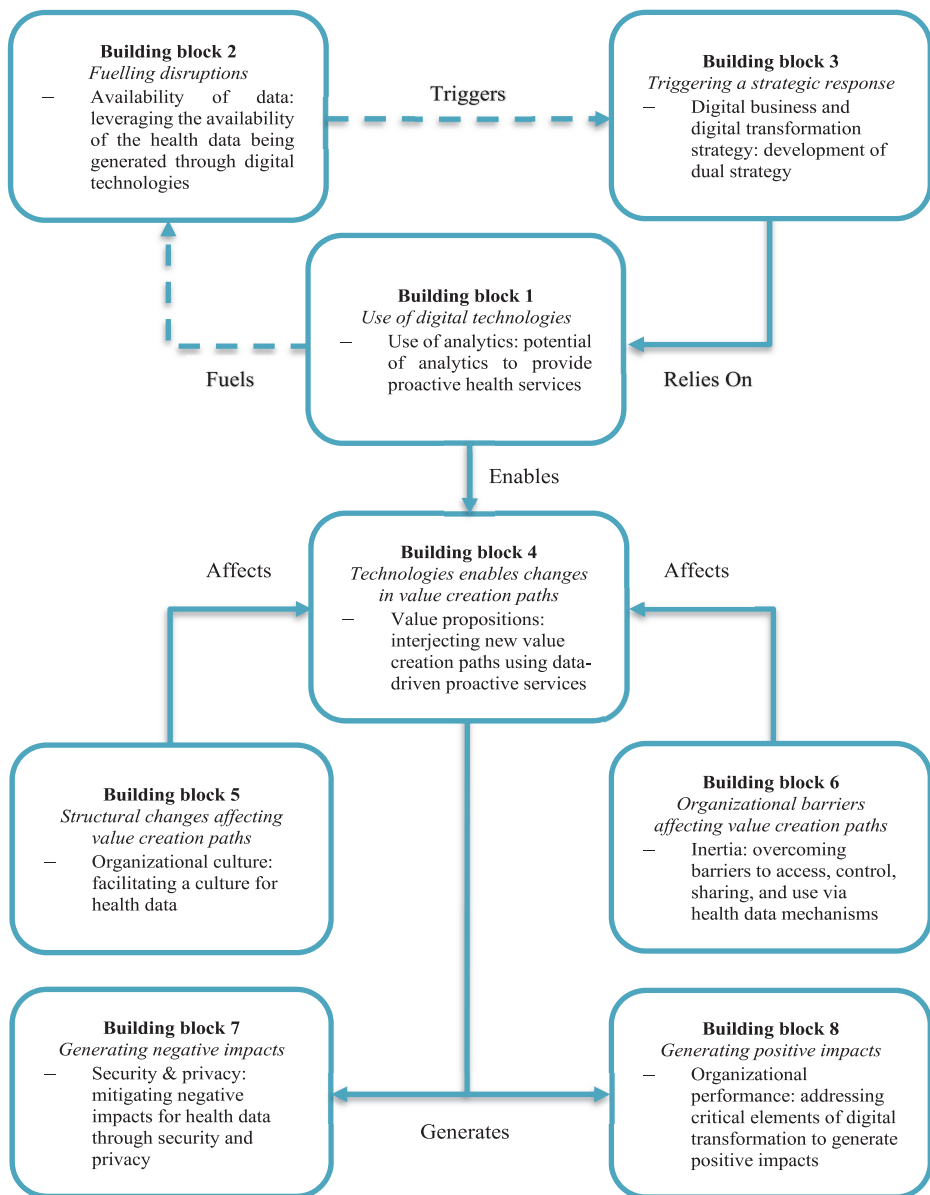 Building block 2
Fuelling disruptions
— Availability of data:
leveraging the availability
of the health data being
generated through digital
technologies
Triggers
Building block 3
Triggering a strategic response
— Digital business and
digital transformation
strategy: development of
dual strategy
Building block 1
Use of digital technologies
— Use of analytics: potential
of analytics to provide
proactive health services
Fuels
Relies On
Enables
Building block 4
Technologies enables changes
in value creation paths
— Value propositions:
interjecting new value
creation paths using data-
driven proactive services
Affects
Affects
Building block 5
Structural changes affecting
value creation paths
— Organizational culture:
facilitating a culture for
health data
Building block 6
Organizational barriers
affecting value creation paths
— Inertia: overcoming
barriers to access, control,
sharing, and use via
health data mechanisms
Building block 7
Generating negative impacts
— Security & privacy:
mitigating negative
impacts for health data
through security and
privacy
Generates
Building block 8
Generating positive impacts
— Organizational
performance: addressing
critical elements of digital
transformation to generate
positive impacts